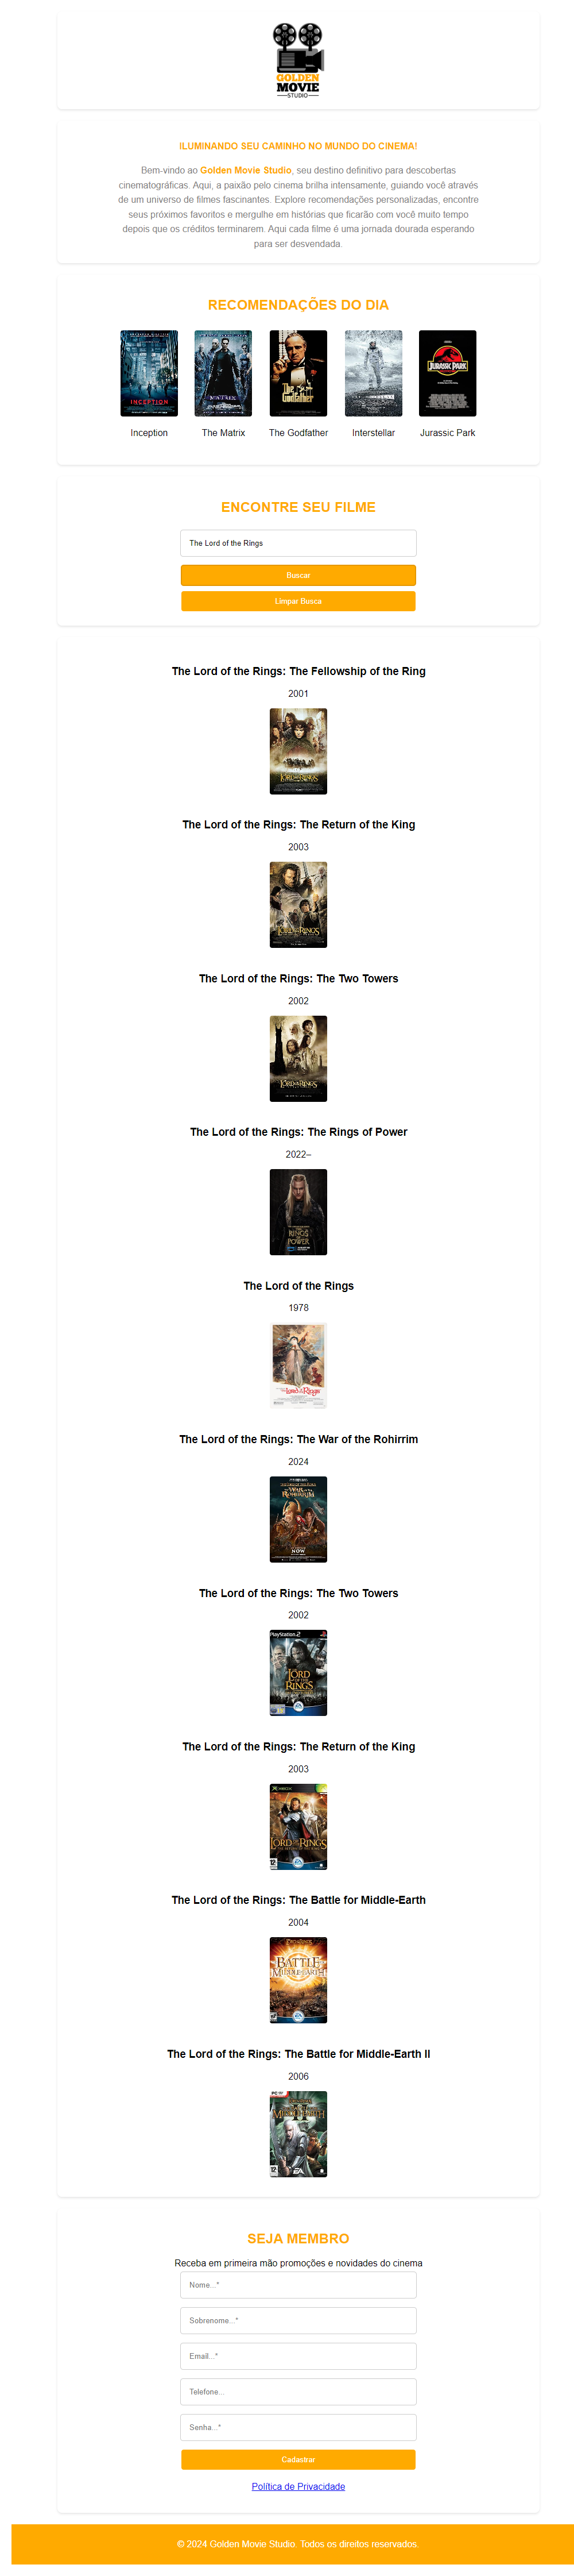 GOLDEN
MOVIE
STUDIO
ILUMINANDO SEU CAMINHO NO MUNDO DO CINEMA!
Bem-vindo ao Golden Movie Studio, seu destino definitivo para descobertas
cinematográficas. Aqui, a paixão pelo cinema brilha intensamente, guiando você através
de um universo de filmes fascinantes. Explore recomendações personalizadas, encontre
seus próximos favoritos e mergulhe em histórias que ficarão com você muito tempo
depois que os créditos terminarem. Aqui cada filme é uma jornada dourada esperando
para ser desvendada.
RECOMENDAÇÕES DO DIA
INCEPTION
MATRIX
The Godfather
JURASSIC PARK
Inception
The Matrix
The Godfather
Interstellar
Jurassic Park
ENCONTRE SEU FILME
The Lord of the Rings
Buscar
Limpar Busca
The Lord of the Rings: The Fellowship of the Ring
2001
The Lord of the Rings: The Return of the King
2003
The Lord of the Rings: The Two Towers
2002
The Lord of the Rings: The Rings of Power
2022–
The Lord of the Rings
1978
The Lord of the Rings: The War of the Rohirrim
2024
The Lord of the Rings: The Two Towers
2002
PlayStation 2
The Lord of the Rings: The Return of the King
2003
The Lord of the Rings: The Battle for Middle-Earth
2004
The Lord of the Rings: The Battle for Middle-Earth II
2006
SEJA MEMBRO
Receba em primeira mão promoções e novidades do cinema
Nome...*
Sobrenome...*
Email...*
Telefone...
Senha...*
Cadastrar
Política de Privacidade
© 2024 Golden Movie Studio. Todos os direitos reservados.